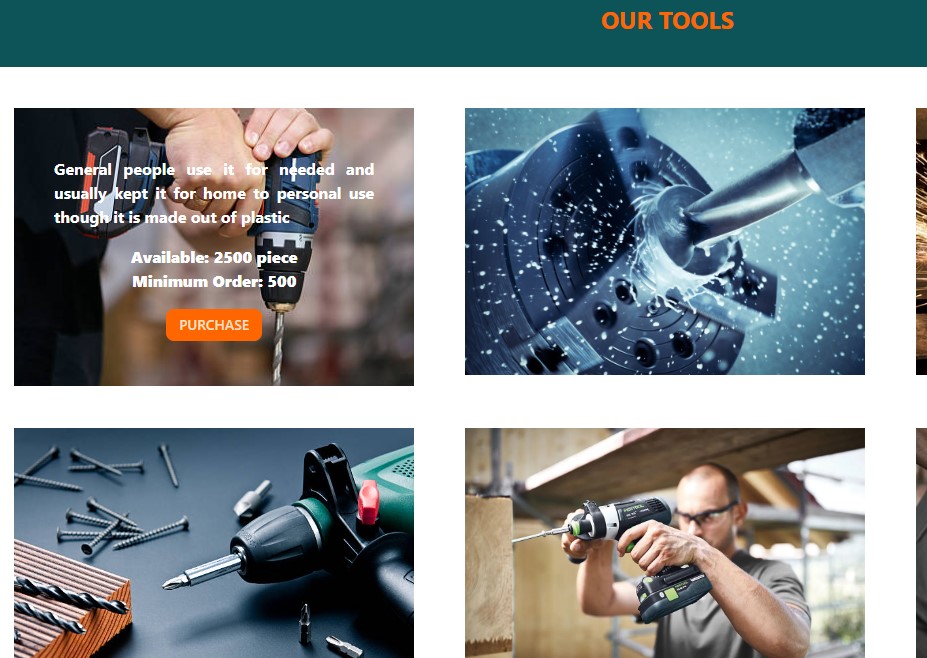 OUR TOOLS
General people use it for needed and
usually kept it for home to personal use
though it is made out of plastic
Available: 2500 piece
Minimum Order: 500
PURCHASE
FESTOOL